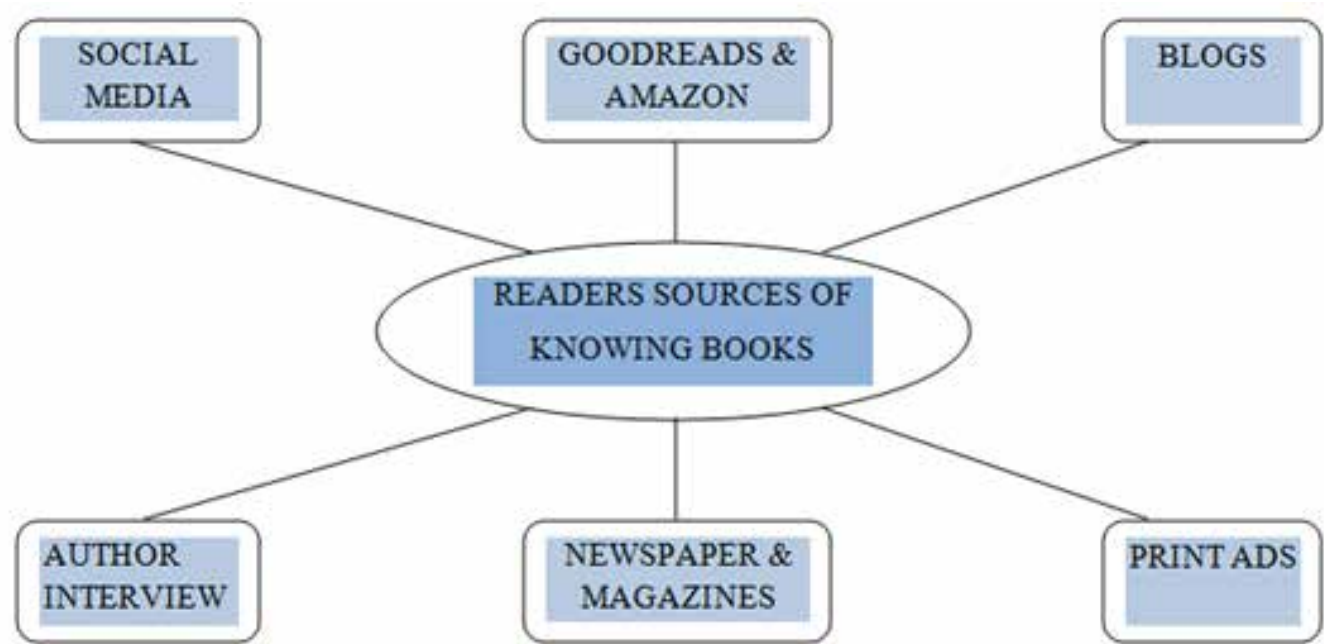 SOCIAL
MEDIA
GOODREADS &
AMAZON
BLOGS
READERS SOURCES OF
KNOWING BOOKS
AUTHOR
INTERVIEW
NEWSPAPER &
MAGAZINES
PRINT ADS